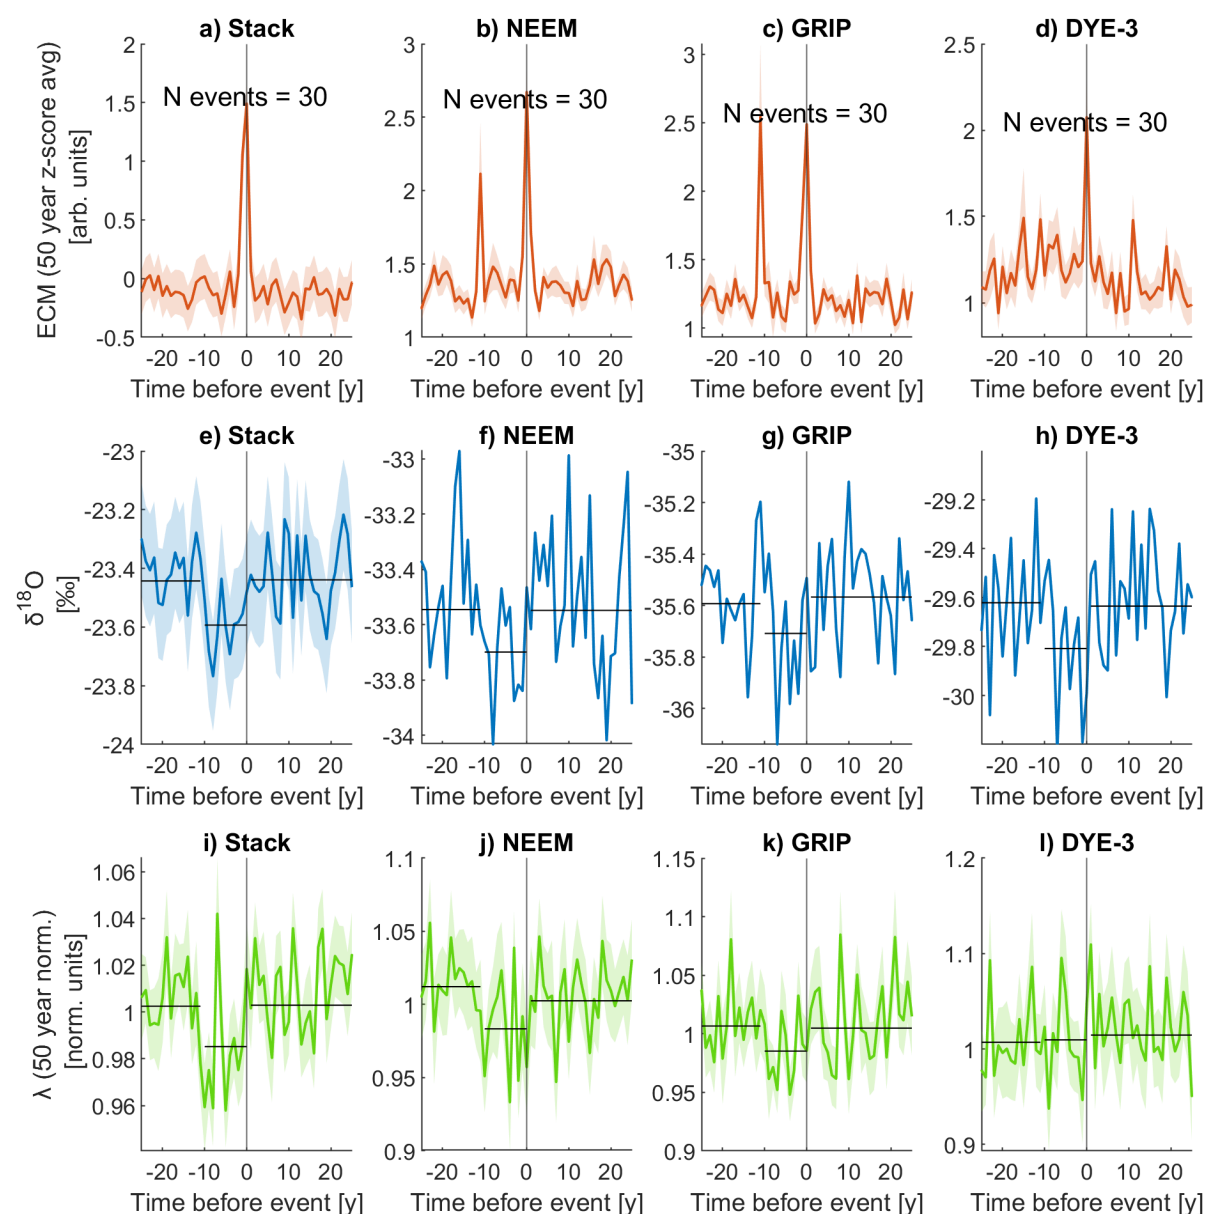 a) Stack
b) NEEM
c) GRIP
d) DYE-3
ECM (50 year z-score avg)
[arb. units]
2
1.5
1
0.5
0
-0.5
N events = 30
-20 -10 0 10 20
Time before event [y]
3
2.5
2
1.5
1
N events = 30
-20 -10 0 10 20
Time before event [y]
3
2.5
2
1.5
1
N events = 30
-20 -10 0 10 20
Time before event [y]
2.5
2
1.5
1
N events = 30
-20 -10 0 10 20
Time before event [y]
e) Stack
f) NEEM
g) GRIP
h) DYE-3
δ18O
[‰]
-23
-23.2
-23.4
-23.6
-23.8
-24
-20 -10 0 10 20
Time before event [y]
-33
-33.2
-33.4
-33.6
-33.8
-34
-20 -10 0 10 20
Time before event [y]
-35
-35.2
-35.4
-35.6
-35.8
-36
-20 -10 0 10 20
Time before event [y]
-29.2
-29.4
-29.6
-29.8
-30
-20 -10 0 10 20
Time before event [y]
i) Stack
j) NEEM
k) GRIP
l) DYE-3
λ (50 year norm.)
[norm. units]
1.06
1.04
1.02
1
0.98
0.96
-20 -10 0 10 20
Time before event [y]
1.1
1.05
1
0.95
0.9
-20 -10 0 10 20
Time before event [y]
1.15
1.1
1.05
1
0.95
0.9
-20 -10 0 10 20
Time before event [y]
1.2
1.1
1
0.9
-20 -10 0 10 20
Time before event [y]